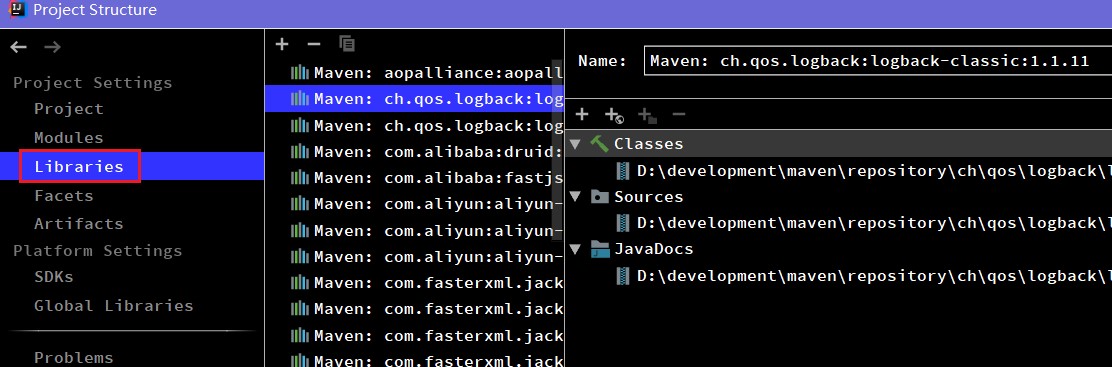 Project Structure
Project Settings
Project
Modules
Libraries
Facets
Artifacts
Platform Settings
SDKs
Global Libraries
Problems
Maven: aopalliance:aopall
Maven: ch.qos.logback:log
Maven: ch.qos.logback:log
Maven: com.alibaba:druid:
Maven: com.alibaba:fastjs
Maven: com.aliyun:aliyun-
Maven: com.aliyun:aliyun-
Maven: com.aliyun:aliyun-
Maven: com.fasterxml.jack
Maven: com.fasterxml.jack
Maven: com.fasterxml.jack
Maven: com.fasterxml.jack
Name: Maven: ch.qos.logback:logback-classic:1.1.11
Classes
D:\development\maven\repository\ch\qos\logback\l
Sources
D:\development\maven\repository\ch\qos\logback\l
JavaDocs
D:\development\maven\repository\ch\qos\logback\l